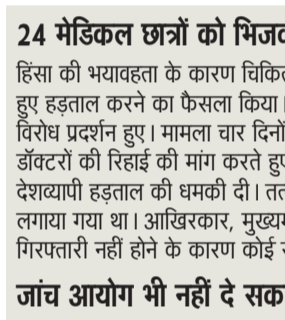 24 मेडिकल छात्रों को भिजव
हिंसा की भयावहता के कारण चिकि
हुए हड़ताल करने का फैसला किया।
विरोध प्रदर्शन हुए। मामला चार दिनों
डॉक्टरों की रिहाई की मांग करते हुए
देशव्यापी हड़ताल की धमकी दी। तत
लगाया गया था। आखिरकार, मुख्यम
गिरफ्तारी नहीं होने के कारण कोई
जांच आयोग भी नहीं दे सक